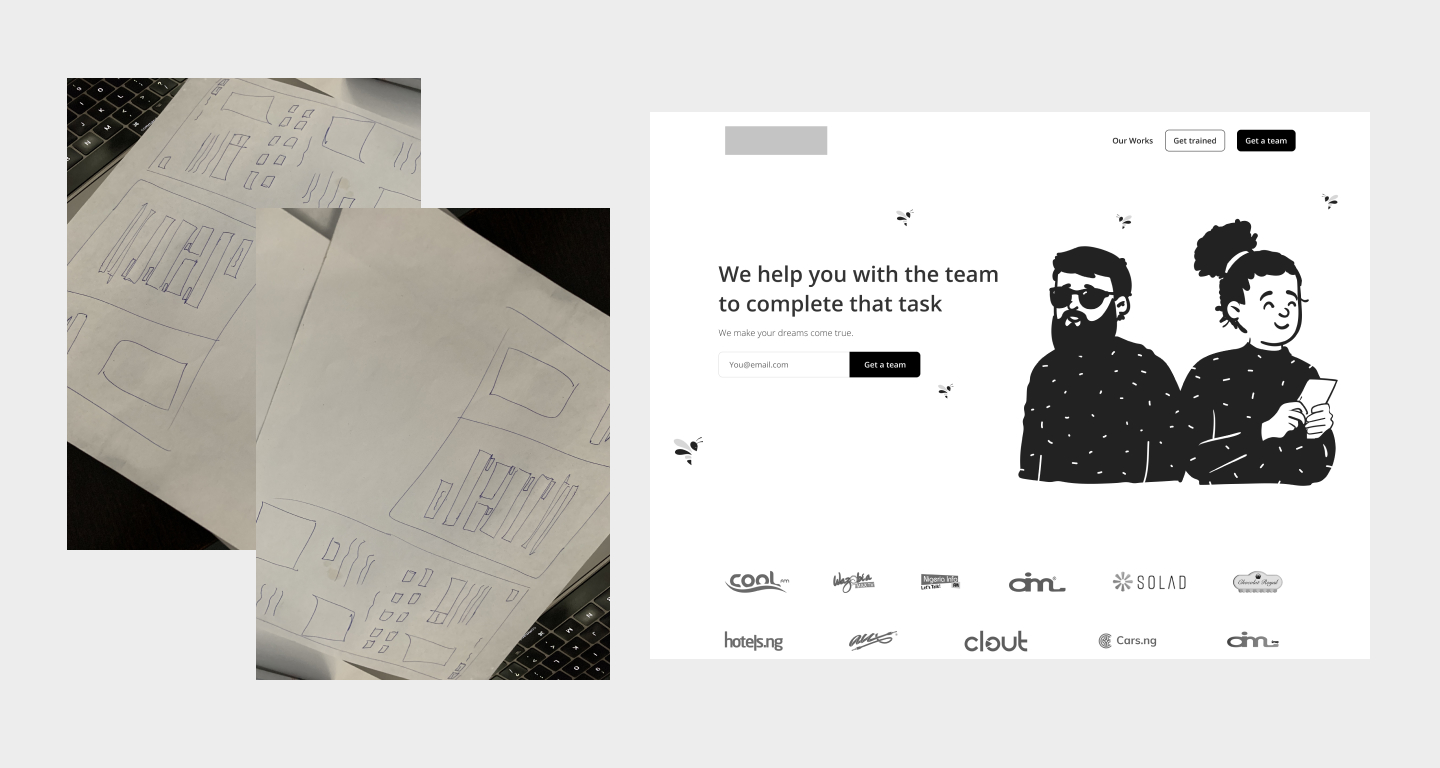 Our Works
Get trained
Get a team
We help you with the team
to complete that task
We make your dreams come true.
You@email.com
Get a team
cool FM
Wazobia
Nigeria Info
Let's Talk!
aim
SOLAD
Chocolat Royal
hotels.ng
clout
Cars.ng
aim